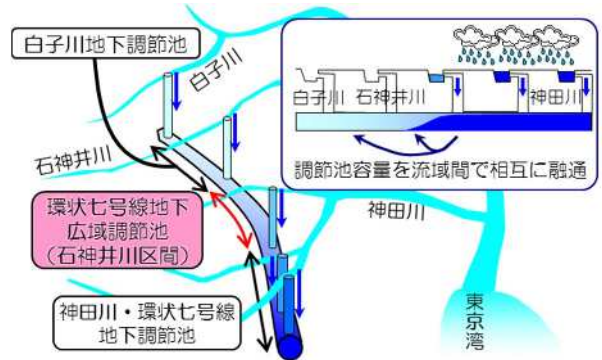 白子川地下調節池
白子川
石神井川
環状七号線地下
広域調節池
（石神井川区間）
神田川・環状七号線
地下調節池
神田川
東京湾
白子川
石神井川
神田川
調節池容量を流域間で相互に融通